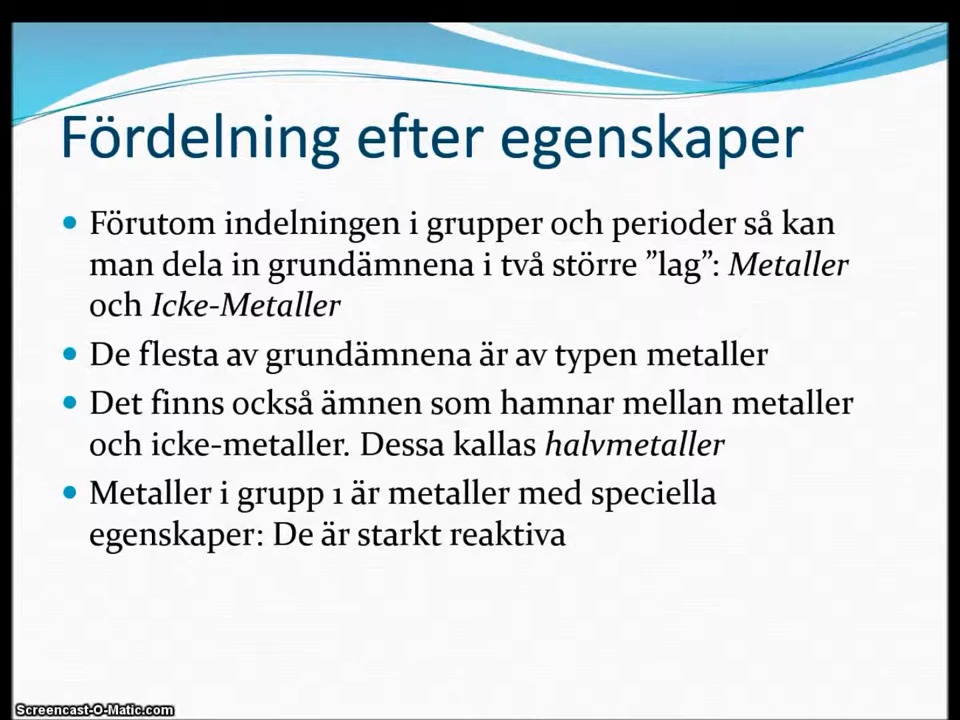 Fördelning efter egenskaper
• Förutom indelningen i grupper och perioder så kan
man dela in grundämnena i två större ”lag”: Metaller
och Icke-Metaller
• De flesta av grundämnena är av typen metaller
• Det finns också ämnen som hamnar mellan metaller
och icke-metaller. Dessa kallas halvmetaller
• Metaller i grupp 1 är metaller med speciella
egenskaper: De är starkt reaktiva
Screencast-O-Matic.com